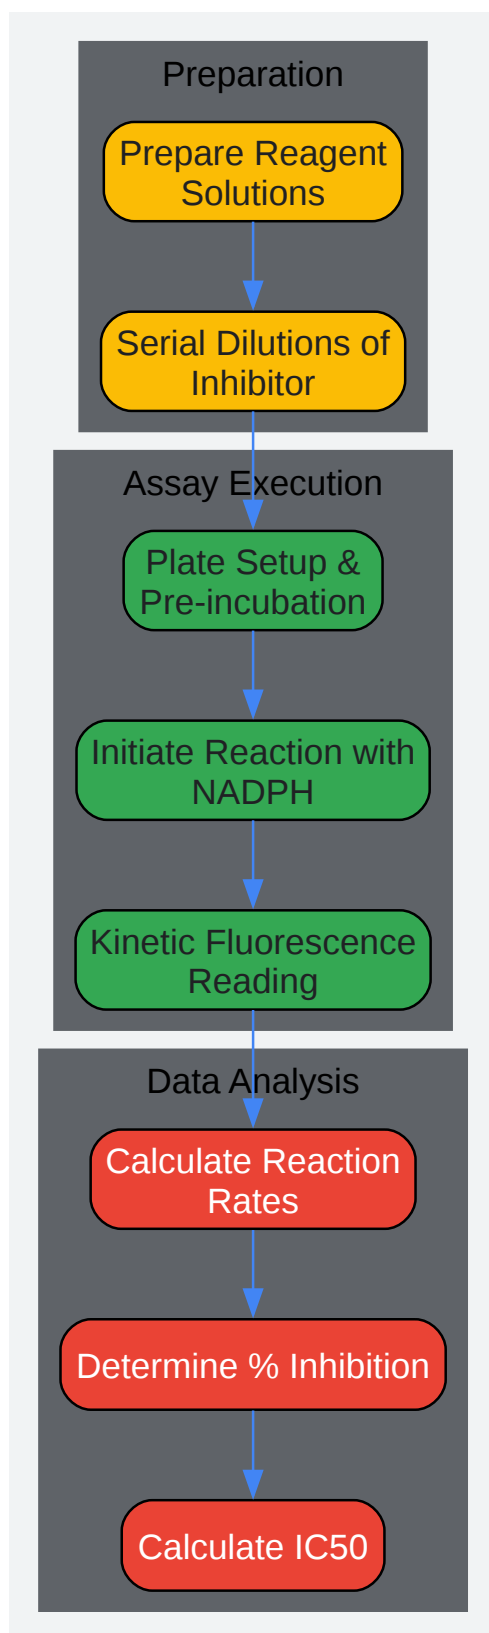 Preparation
Prepare Reagent
Solutions
Serial Dilutions of
Inhibitor
Assay Execution
Plate Setup &
Pre-incubation
Initiate Reaction with
NADPH
Kinetic Fluorescence
Reading
Data Analysis
Calculate Reaction
Rates
Determine % Inhibition
Calculate IC50